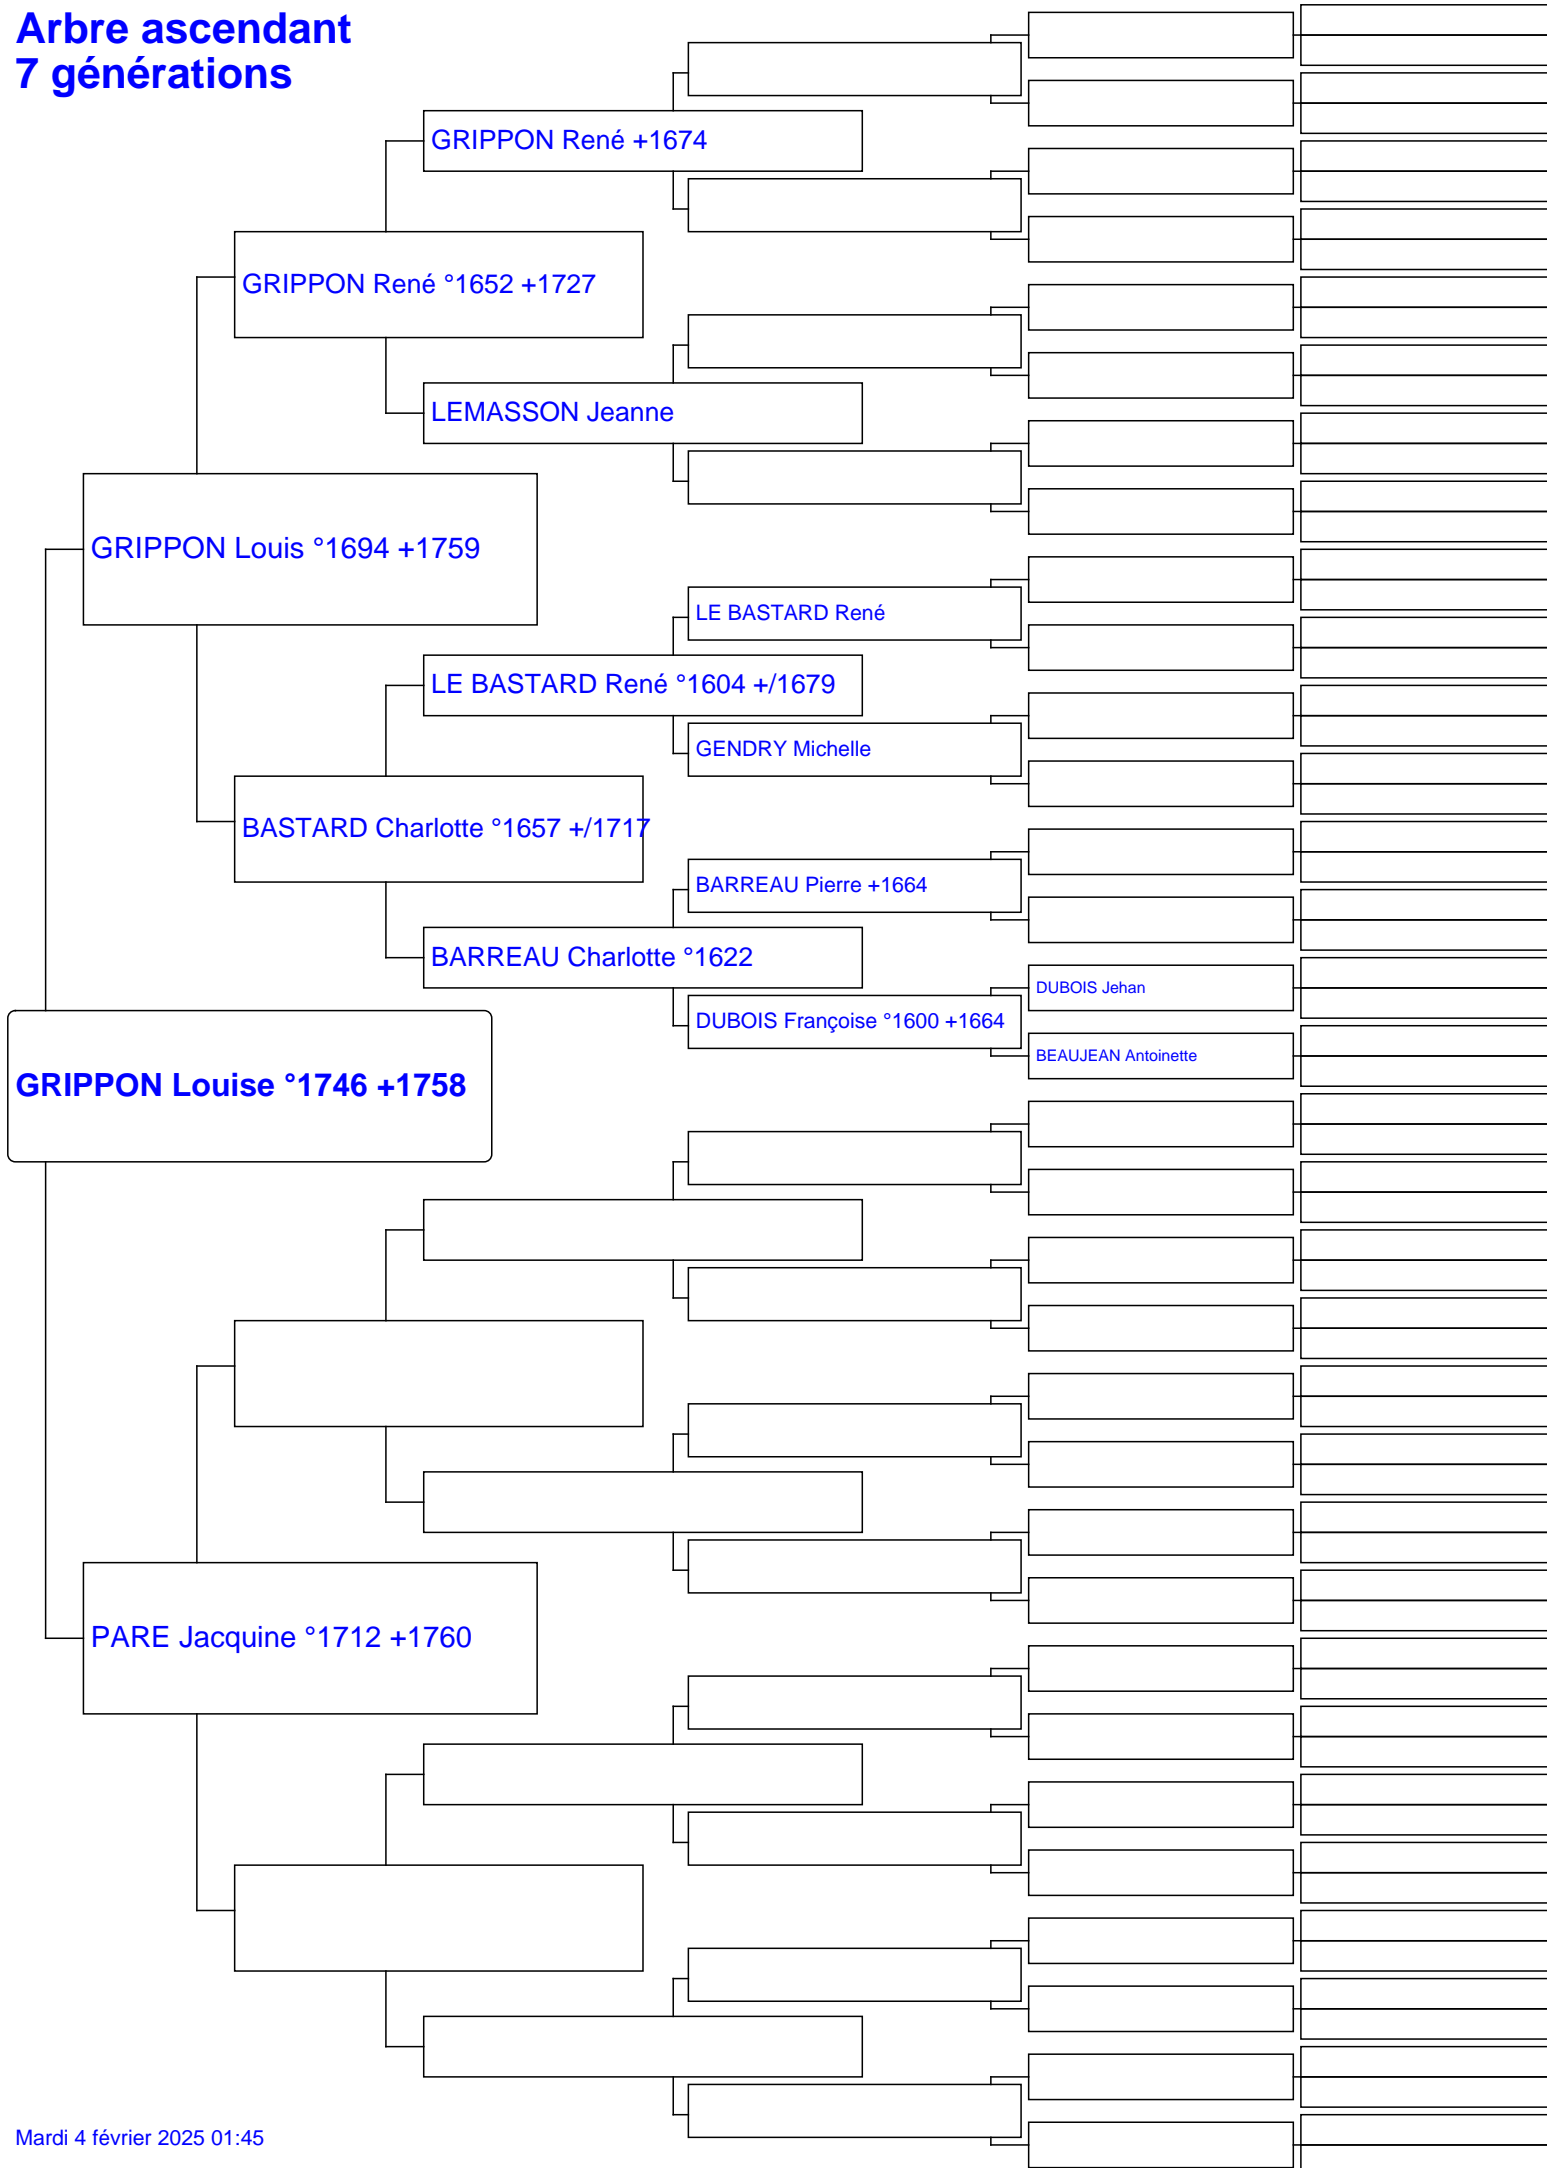 Arbre ascendant
7 générations
GRIPPON René +1674
GRIPPON René °1652 +1727
LEMASSON Jeanne
GRIPPON Louis °1694 +1759
LE BASTARD René
LE BASTARD René °1604 +/1679
GENDRY Michelle
BASTARD Charlotte °1657 +/1717
BARREAU Pierre +1664
BARREAU Charlotte °1622
DUBOIS Jehan
DUBOIS Françoise °1600 +1664
BEAUJEAN Antoinette
GRIPPON Louise °1746 +1758
PARE Jacquine °1712 +1760
Mardi 4 février 2025 01:45